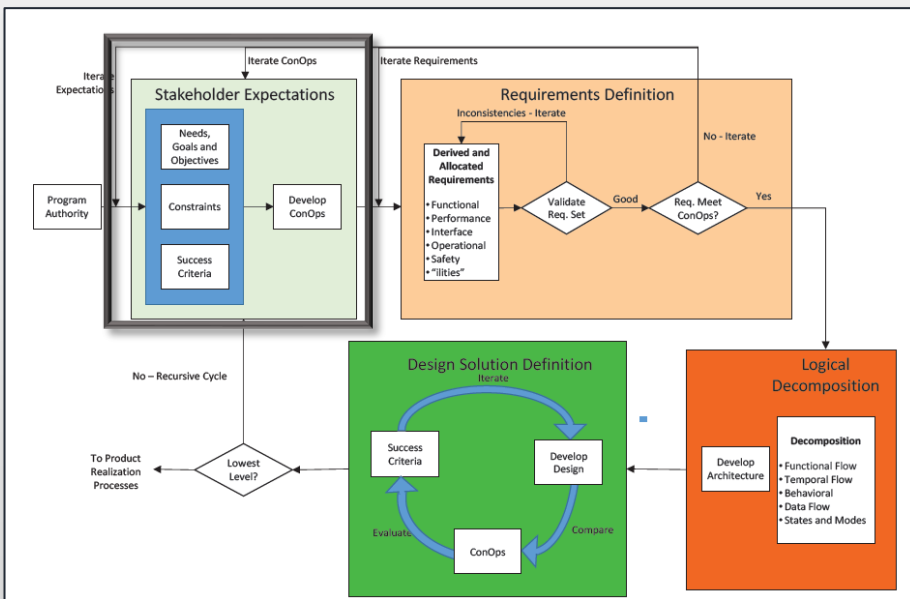 Iterate
Expectations
Iterate ConOps
Iterate Requirements
Stakeholder Expectations
Needs,
Goals and
Objectives
Constraints
Success
Criteria
Program
Authority
Develop
ConOps
Requirements Definition
Inconsistencies - Iterate
No - Iterate
Derived and
Allocated
Requirements
• Functional
• Performance
• Interface
• Operational
• Safety
• "ilities"
Validate
Req. Set
Good
Req. Meet
ConOps?
Yes
Logical
Decomposition
Decomposition
• Functional Flow
• Temporal Flow
• Behavioral
• Data Flow
• States and Modes
Develop
Architecture
Design Solution Definition
Iterate
Success
Criteria
Develop
Design
Evaluate
Compare
ConOps
No – Recursive Cycle
Lowest
Level?
To Product
Realization
Processes